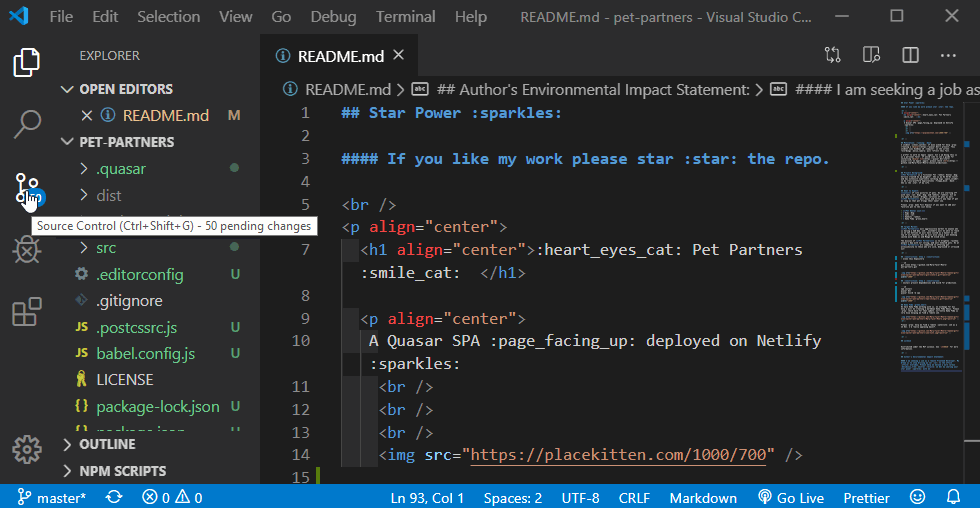 File Edit Selection View Go Debug Terminal Help README.md - pet-partners - Visual Studio C...
EXPLORER
OPEN EDITORS
README.md M
PET-PARTNERS
.quasar
dist
Source Control (Ctrl+Shift+G) - 50 pending changes
src
.editorconfig U
.gitignore
JS .postcssrc.js U
JS babel.config.js U
LICENSE
{} package-lock.json U
OUTLINE
NPM SCRIPTS
README.md
README.md > ## Author's Environmental Impact Statement: > #### I am seeking a job as
1 ## Star Power :sparkles:
2
3 #### If you like my work please star :star: the repo.
4
5 <br />
<p align="center">
7 <h1 align="center">:heart_eyes_cat: Pet Partners
:smile_cat:  </h1>
8
9 <p align="center">
10 A Quasar SPA :page_facing_up: deployed on Netlify
:sparkles:
11 <br />
12 <br />
13 <br />
14 <img src="https://placekitten.com/1000/700" />
15
master* 0 0 Ln 93, Col 1 Spaces: 2 UTF-8 CRLF Markdown Go Live Prettier